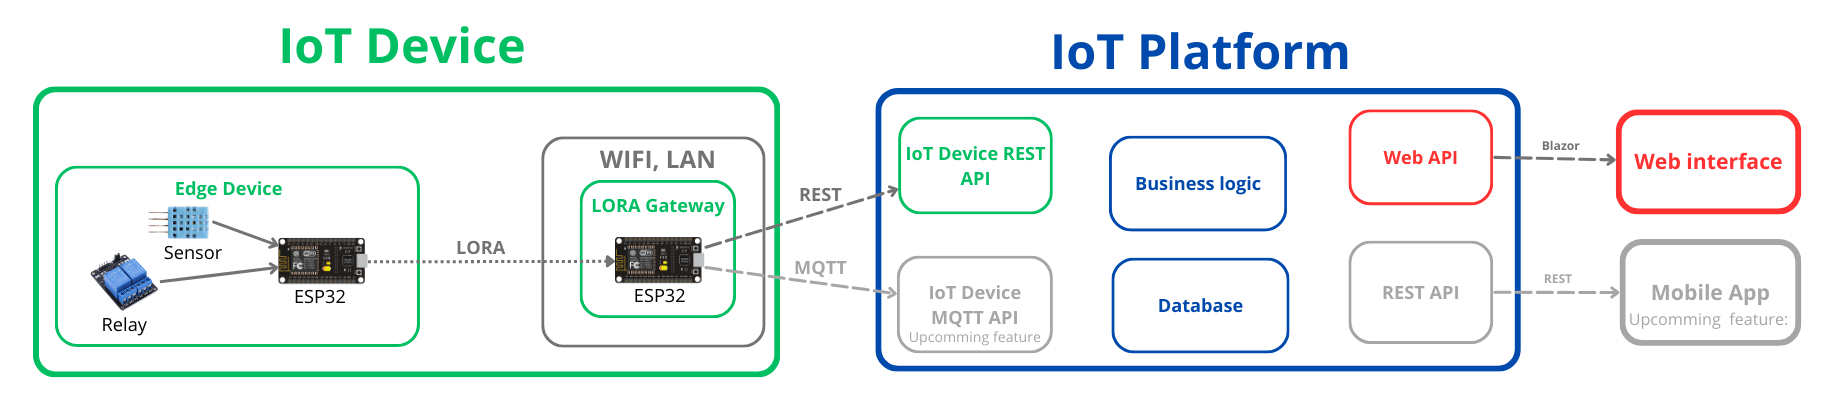 IoT Device
IoT Platform
Edge Device
Sensor
Relay
ESP32
LORA
WIFI, LAN
LORA Gateway
ESP32
REST
MQTT
IoT Device REST
API
IoT Device
MQTT API
Upcomming feature
Business logic
Database
Web API
REST API
Blazor
REST
Web interface
Mobile App
Upcomming feature: